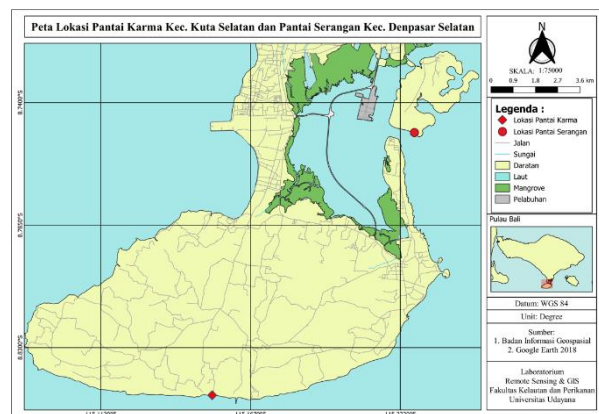 Peta Lokasi Pantai Karma Kec. Kuta Selatan dan Pantai Serangan Kec. Denpasar Selatan
N
SKALA: 1:75000
0 0.9 1.8 2.7 3.6 km
Legenda :
Lokasi Pantai Karma
Lokasi Pantai Serangan
Jalan
Sungai
Daratan
Laut
Mangrove
Pelabuhan
Pulau Bali
Datum: WGS 84
Unit: Degree
Sumber:
1. Badan Informasi Geospasial
2. Google Earth 2018
Laboratorium
Remote Sensing & GIS
Fakultas Kelautan dan Perikanan
Universitas Udayana